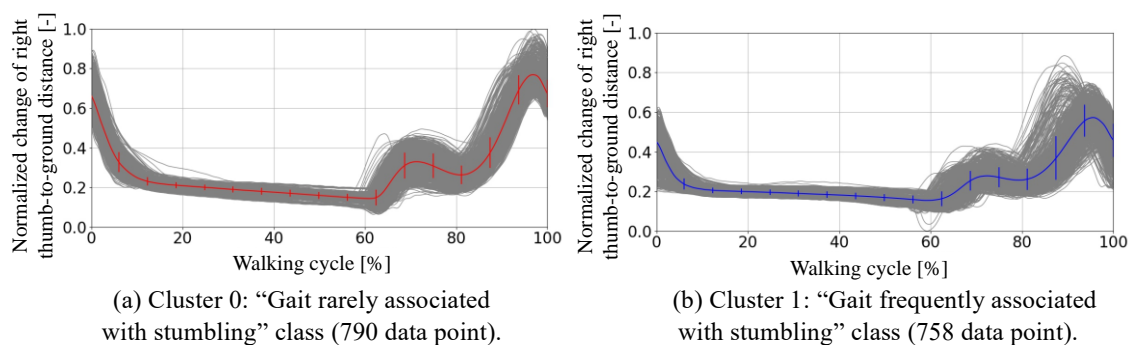 Normalized change of right
thumb-to-ground distance [-]
1.0
0.8
0.6
0.4
0.2
0.0
0
20
40
60
80
100
Walking cycle [%]
(a) Cluster 0: “Gait rarely associated
with stumbling” class (790 data point).
Normalized change of right
thumb-to-ground distance [-]
1.0
0.8
0.6
0.4
0.2
0.0
0
20
40
60
80
100
Walking cycle [%]
(b) Cluster 1: “Gait frequently associated
with stumbling” class (758 data point).